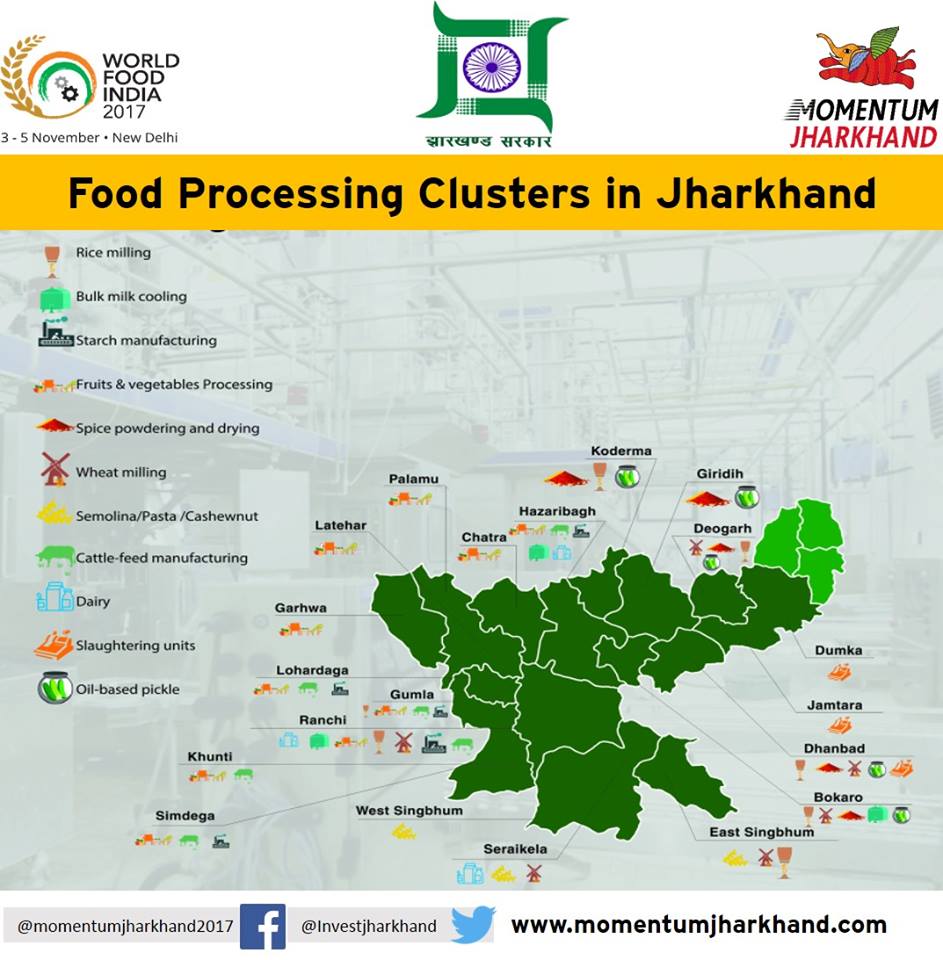 WORLD
FOOD
INDIA
2017
3 - 5 November • New Delhi
झारखण्ड सरकार
MOMENTUM
JHARKHAND
Food Processing Clusters in Jharkhand
Rice milling
Bulk milk cooling
Starch manufacturing
Fruits & vegetables Processing
Spice powdering and drying
Wheat milling
Semolina/Pasta /Cashewnut
Cattle-feed manufacturing
Dairy
Slaughtering units
Oil-based pickle
Koderma
Giridih
Palamu
Hazaribagh
Deogarh
Latehar
Chatra
Garhwa
Lohardaga
Gumla
Ranchi
Khunti
Simdega
West Singbhum
Seraikela
Dumka
Jamtara
Dhanbad
Bokaro
East Singbhum
@momentumjharkhand2017
@Investjharkhand
www.momentumjharkhand.com